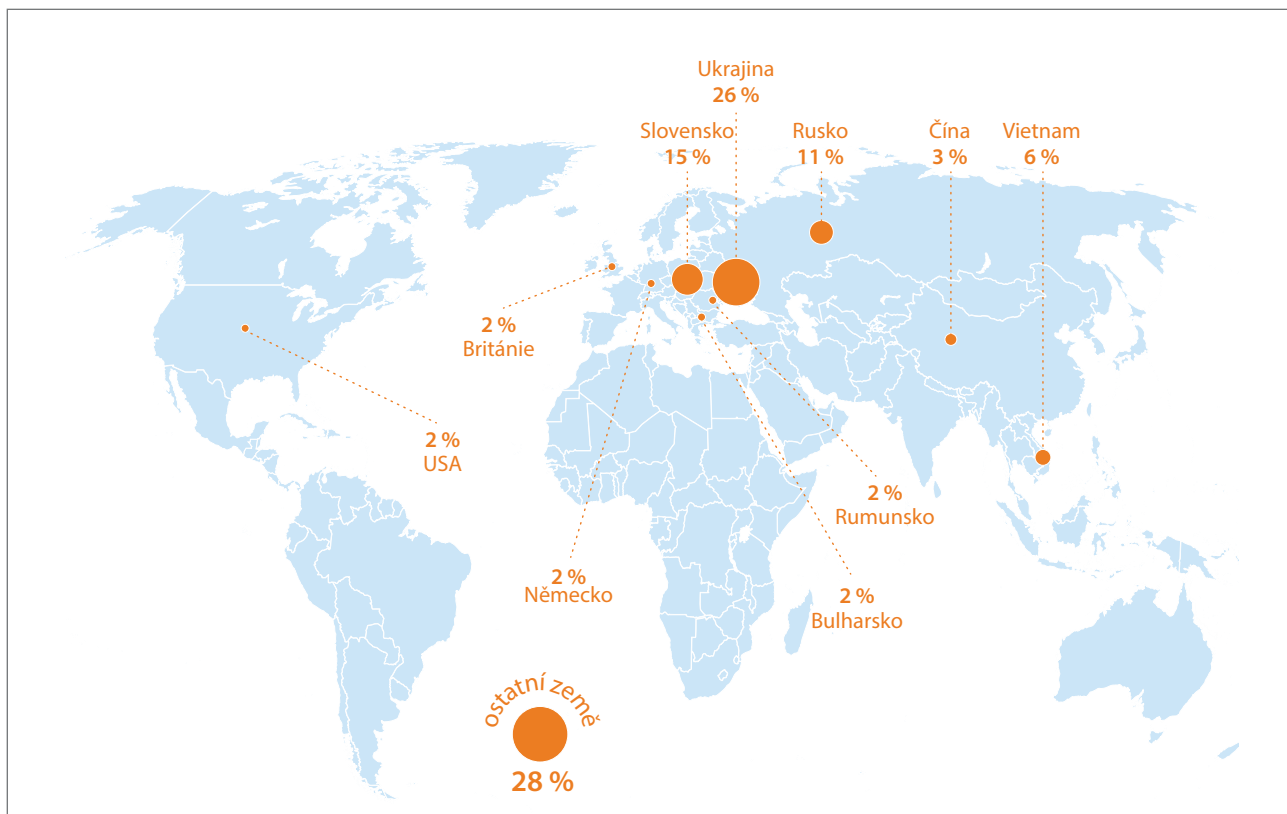 Ukrajina
26 %
Slovensko
15 %
Rusko
11 %
Čína
3 %
Vietnam
6 %
2 %
Británie
2 %
USA
2 %
Rumunsko
2 %
Německo
2 %
Bulharsko
ostatní země
28 %